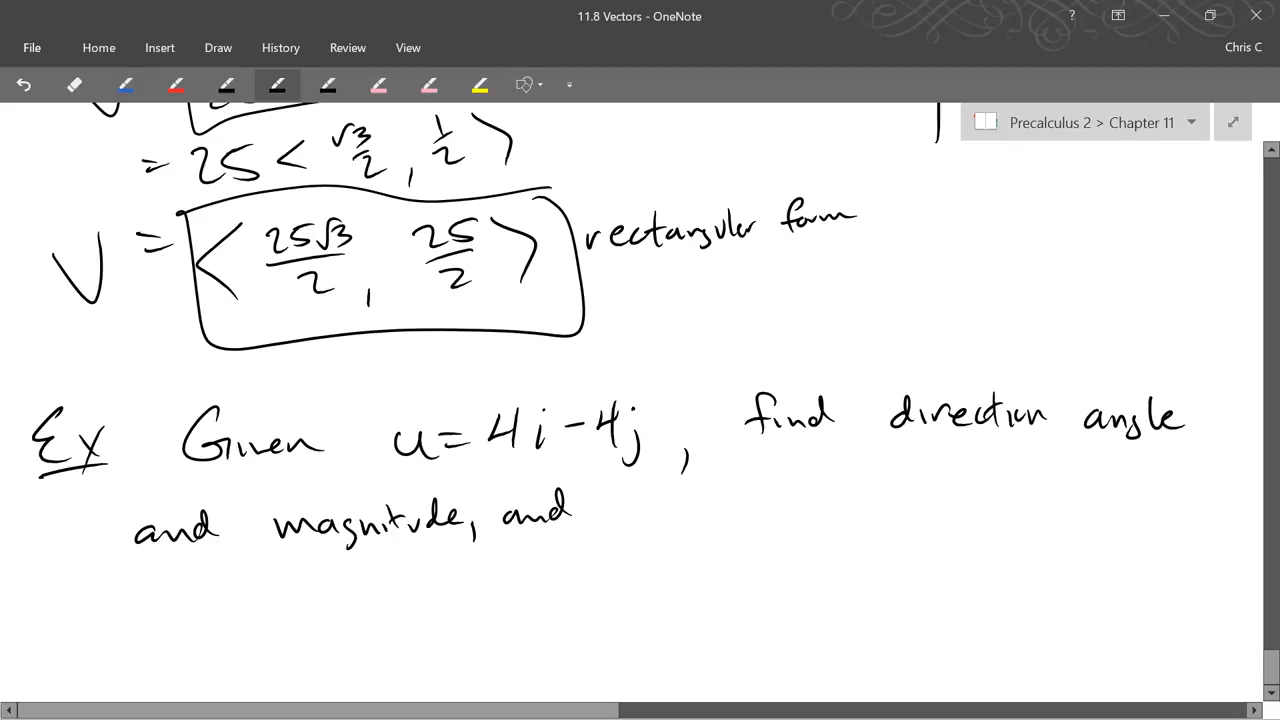 11.8 Vectors - OneNote
File Home Insert Draw History Review View Chris C
Precalculus 2 > Chapter 11
= 25 < √3/2 , 1/2 >
V = < 25√3/2 , 25/2 > rectangular form
Ex Given u = 4i - 4j , find direction angle
and magnitude, and